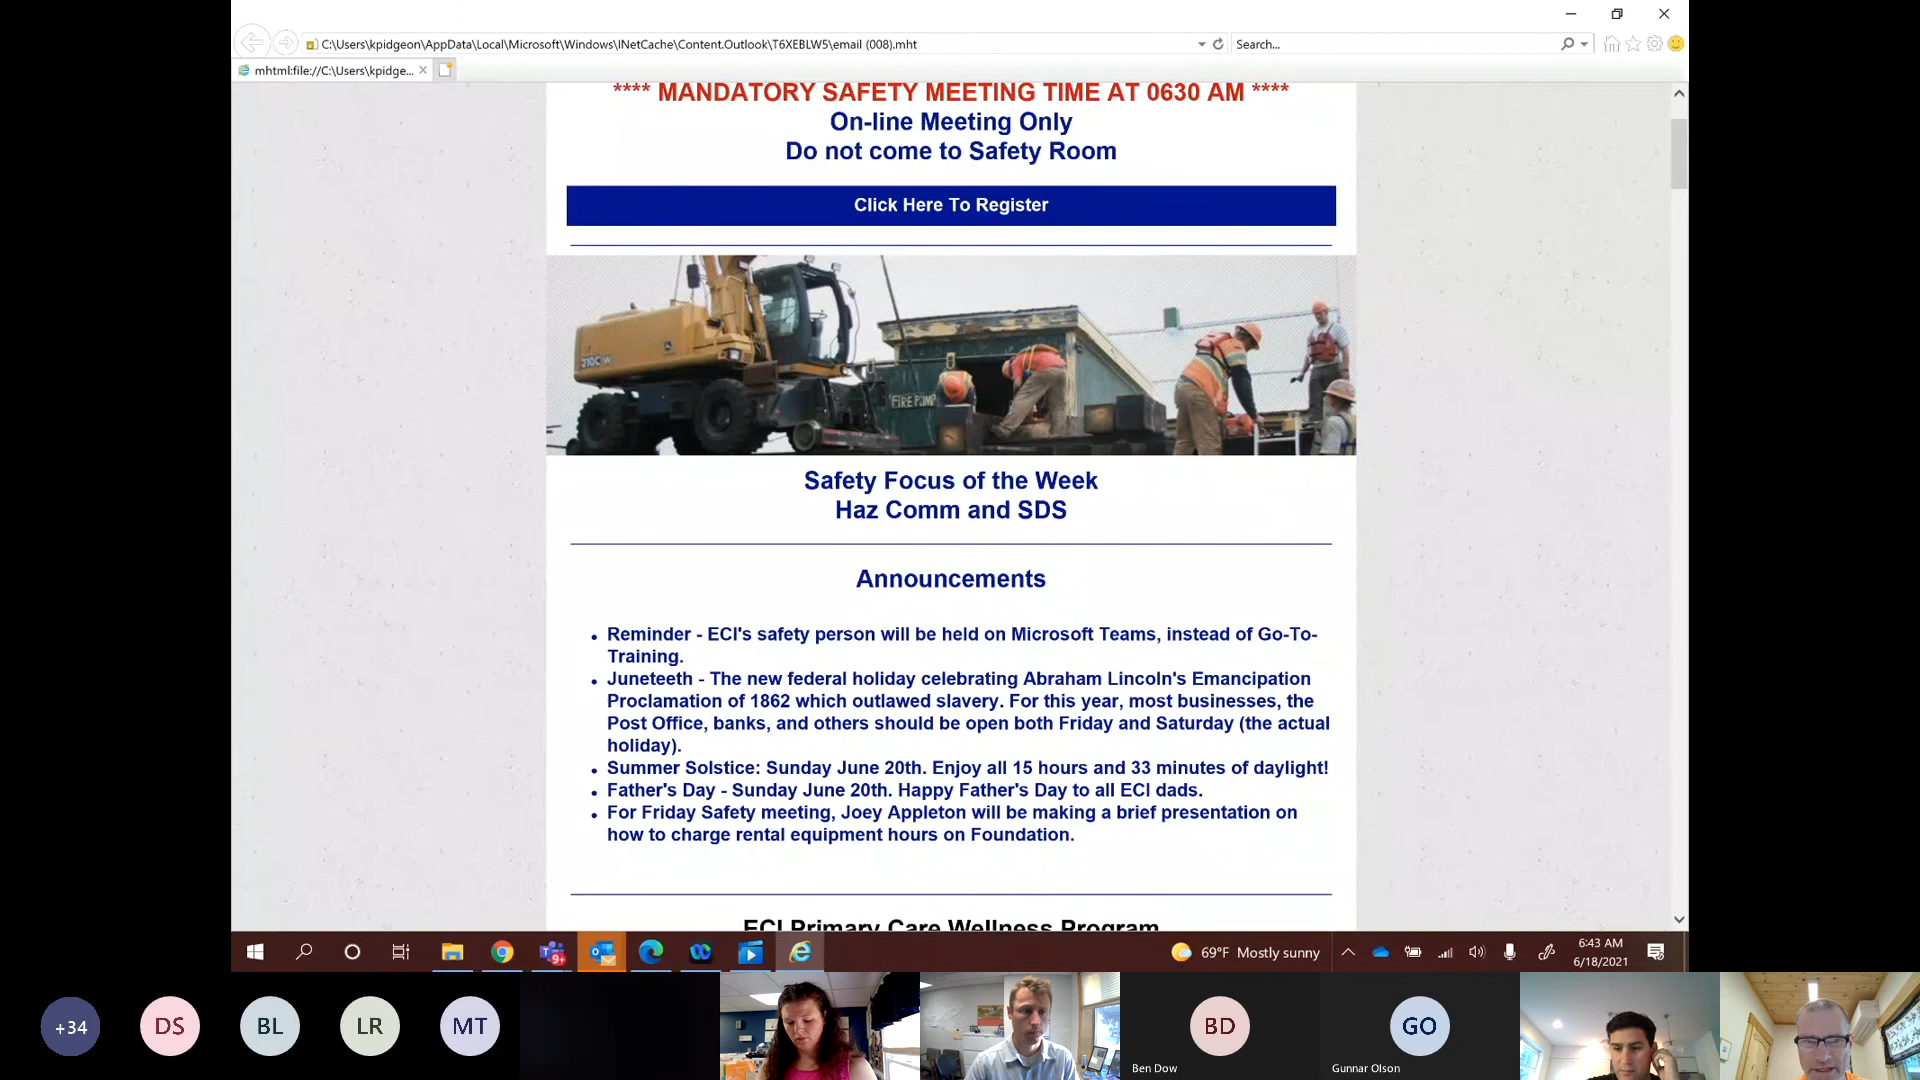 C:\Users\kpidgeon\AppData\Local\Microsoft\Windows\INetCache\Content.Outlook\T6XEBLW5\email (008).mht
Search...
mhtml:file://C:\Users\kpidge...
**** MANDATORY SAFETY MEETING TIME AT 0630 AM ****
On-line Meeting Only
Do not come to Safety Room
Click Here To Register
210C W
FIRE PUMP
Safety Focus of the Week
Haz Comm and SDS
Announcements
• Reminder - ECI's safety person will be held on Microsoft Teams, instead of Go-To-
Training.
• Juneteeth - The new federal holiday celebrating Abraham Lincoln's Emancipation
Proclamation of 1862 which outlawed slavery. For this year, most businesses, the
Post Office, banks, and others should be open both Friday and Saturday (the actual
holiday).
• Summer Solstice: Sunday June 20th. Enjoy all 15 hours and 33 minutes of daylight!
• Father's Day - Sunday June 20th. Happy Father's Day to all ECI dads.
• For Friday Safety meeting, Joey Appleton will be making a brief presentation on
how to charge rental equipment hours on Foundation.
ECI Primary Care Wellness Program
9+
69°F Mostly sunny
6:43 AM
6/18/2021
+34
DS
BL
LR
MT
BD
Ben Dow
GO
Gunnar Olson